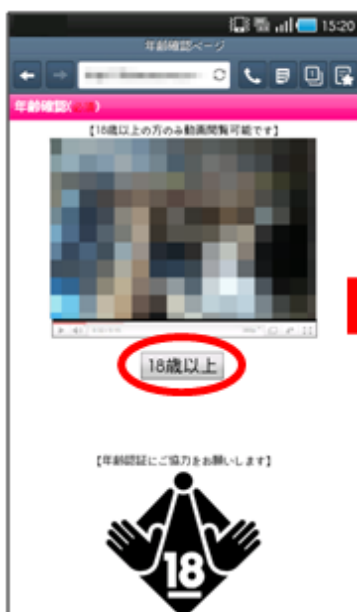 15:20
年齢確認ページ
年齢確認(必須)
【18歳以上の方のみ動画閲覧可能です】
18歳以上
【年齢認証にご協力をお願いします】
18